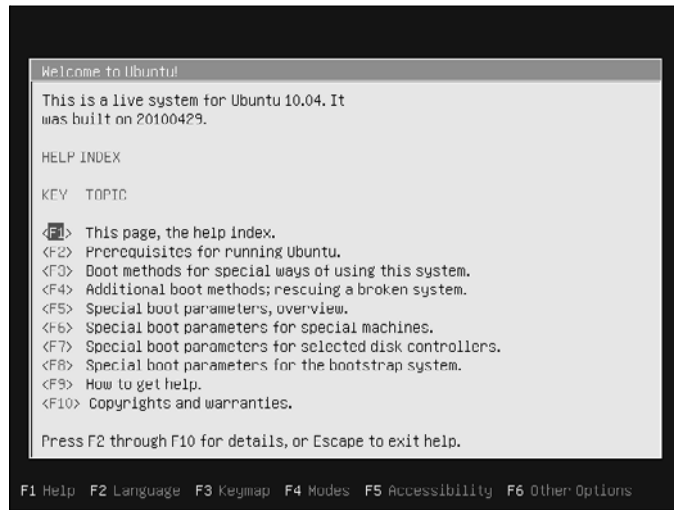 Welcome to Ubuntu!
This is a live system for Ubuntu 10.04. It
was built on 20100429.
HELP INDEX
KEY TOPIC
<F1> This page, the help index.
<F2> Prerequisites for running Ubuntu.
<F3> Boot methods for special ways of using this system.
<F4> Additional boot methods; rescuing a broken system.
<F5> Special boot parameters, overview.
<F6> Special boot parameters for special machines.
<F7> Special boot parameters for selected disk controllers.
<F8> Special boot parameters for the bootstrap system.
<F9> How to get help.
<F10> Copyrights and warranties.
Press F2 through F10 for details, or Escape to exit help.
F1 Help F2 Language F3 Keymap F4 Modes F5 Accessibility F6 Other Options